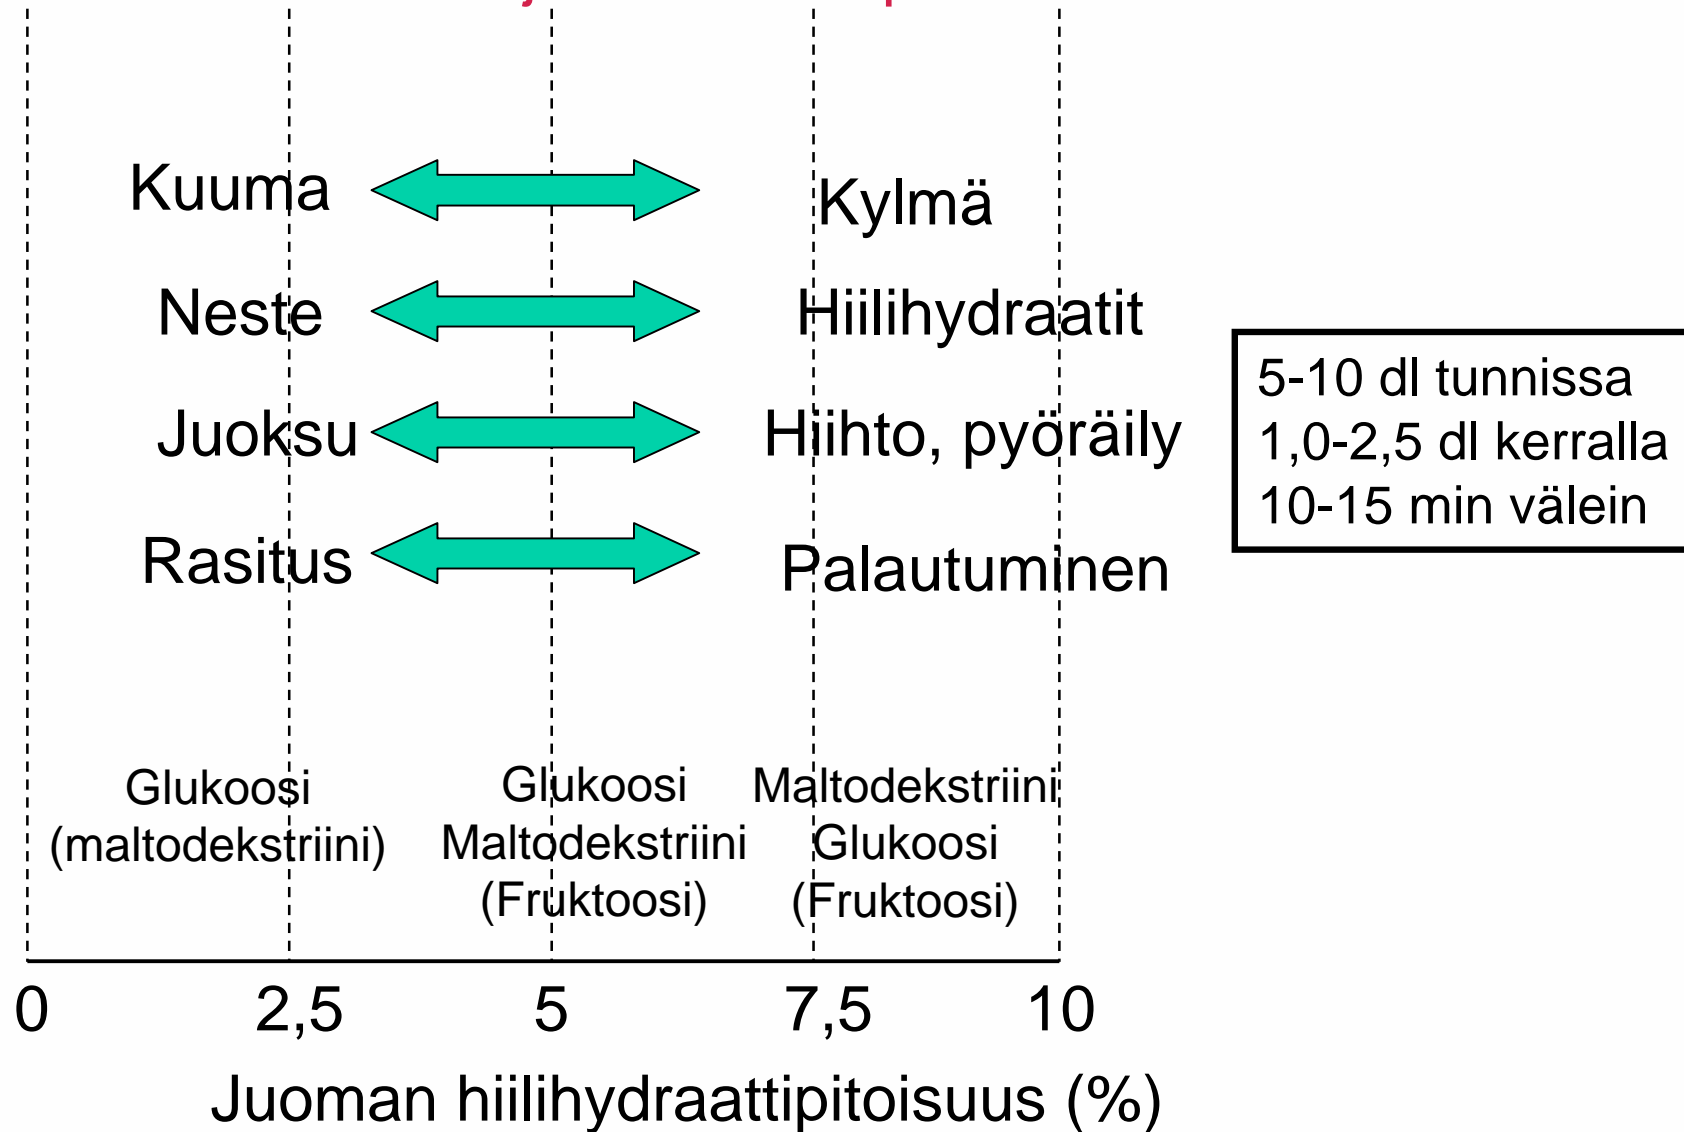 Kuuma Kylmä
Neste Hiilihydraatit
Juoksu Hiihto, pyöräily
Rasitus Palautuminen
5-10 dl tunnissa
1,0-2,5 dl kerralla
10-15 min välein
Glukoosi
(maltodekstriini)
Glukoosi
Maltodekstriini
(Fruktoosi)
Maltodekstriini
Glukoosi
(Fruktoosi)
0 2,5 5 7,5 10
Juoman hiilihydraattipitoisuus (%)